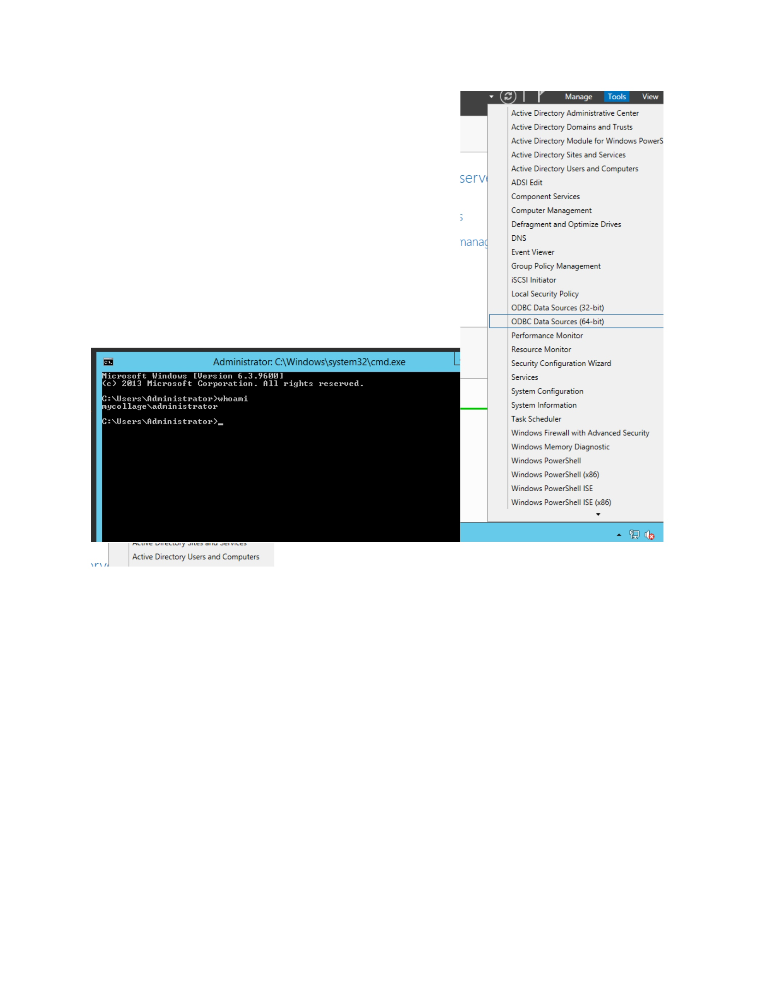 Manage Tools View
Active Directory Administrative Center
Active Directory Domains and Trusts
Active Directory Module for Windows PowerS
Active Directory Sites and Services
serve
Active Directory Users and Computers
ADSI Edit
Component Services
s
Computer Management
Defragment and Optimize Drives
manag
DNS
Event Viewer
Group Policy Management
iSCSI Initiator
Local Security Policy
ODBC Data Sources (32-bit)
ODBC Data Sources (64-bit)
Performance Monitor
Resource Monitor
Security Configuration Wizard
Services
System Configuration
System Information
Task Scheduler
Windows Firewall with Advanced Security
Windows Memory Diagnostic
Windows PowerShell
Windows PowerShell (x86)
Windows PowerShell ISE
Windows PowerShell ISE (x86)
C:\.
Administrator: C:\Windows\system32\cmd.exe
Microsoft Windows [Version 6.3.9600]
(c) 2013 Microsoft Corporation. All rights reserved.
C:\Users\Administrator>whoami
mycollage\administrator
C:\Users\Administrator>_
Active Directory Sites and Services
Active Directory Users and Computers